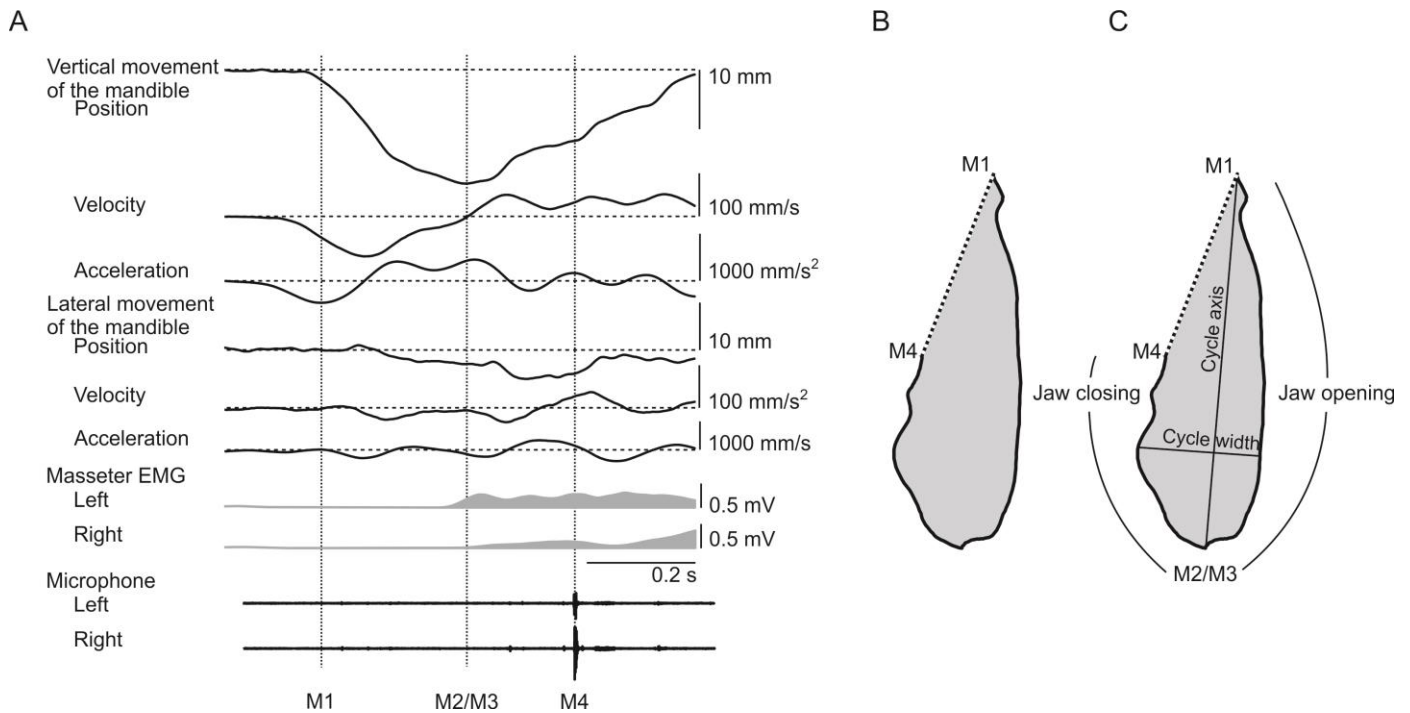 A
Vertical movement
of the mandible
Position
10 mm
Velocity
100 mm/s
Acceleration
1000 mm/s²
Lateral movement
of the mandible
Position
10 mm
Velocity
100 mm/s²
Acceleration
1000 mm/s
Masseter EMG
Left
0.5 mV
Right
0.5 mV
0.2 s
Microphone
Left
Right
M1
M2/M3
M4
B
M1
M4
C
M1
M4
Cycle axis
Jaw closing
Jaw opening
Cycle width
M2/M3